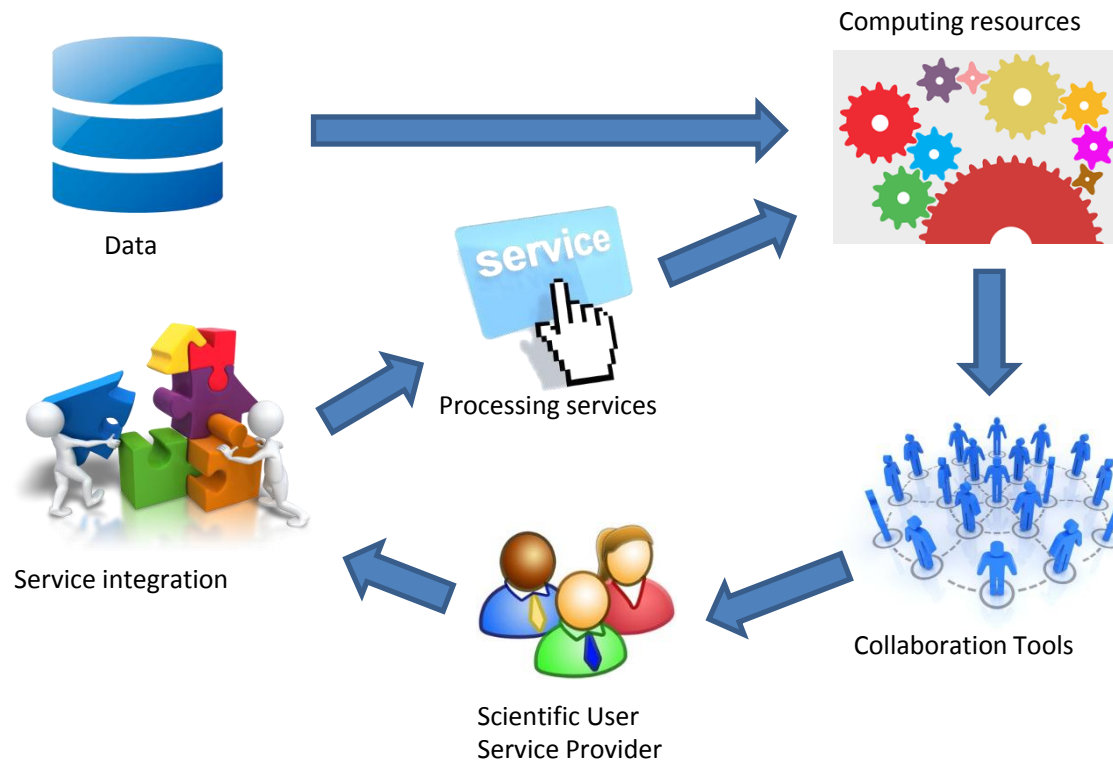 Computing resources
Data
service
Processing services
Service integration
Collaboration Tools
Scientific User
Service Provider